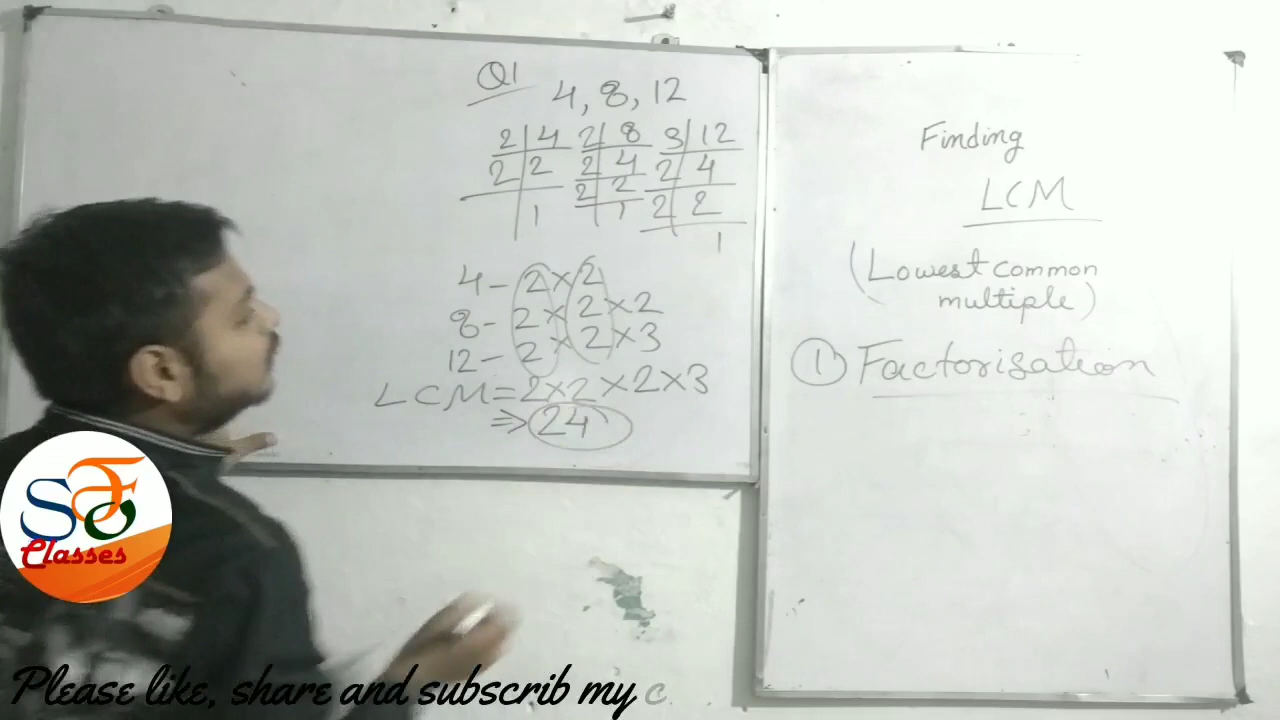 Q1
4, 8, 12
2 4 2 8 3 12
2 2 2 4 2 4
1 2 2 2 2
1 1
4 - 2 × 2
8 - 2 × 2 × 2
12 - 2 × 2 × 3
LCM = 2 × 2 × 2 × 3
⇒ 24
Finding
LCM
(Lowest common
multiple)
① Factorisation
SFC
Classes
Please like, share and subscrib my c